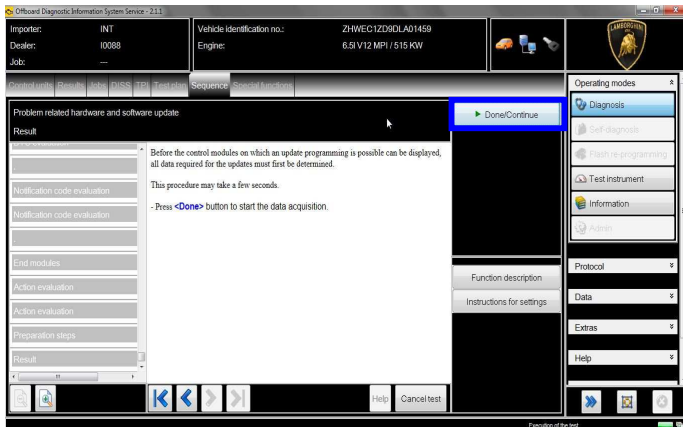 Offboard Diagnostic Information System Service - 2.1.1
Importer: INT
Dealer: I0088
Job: ---
Vehicle identification no.: ZHWEC1ZD9DLA01459
Engine: 6.5l V12 MPI / 515 KW
LAMBORGHINI
Control units Results Jobs DISS TPI Test plan Sequence Special functions
Problem related hardware and software update
Result
.
Notification code evaluation
Notification code evaluation
.
End modules
Action evaluation
Action evaluation
Preparation steps
Result
Before the control modules on which an update programming is possible can be displayed,
all data required for the updates must first be determined.
This procedure may take a few seconds.
- Press <Done> button to start the data acquisition.
Help
Cancel test
Done/Continue
Function description
Instructions for settings
Operating modes
Diagnosis
Self-diagnosis
Flash re-programming
Test instrument
Information
Admin
Protocol
Data
Extras
Help
Execution of the test